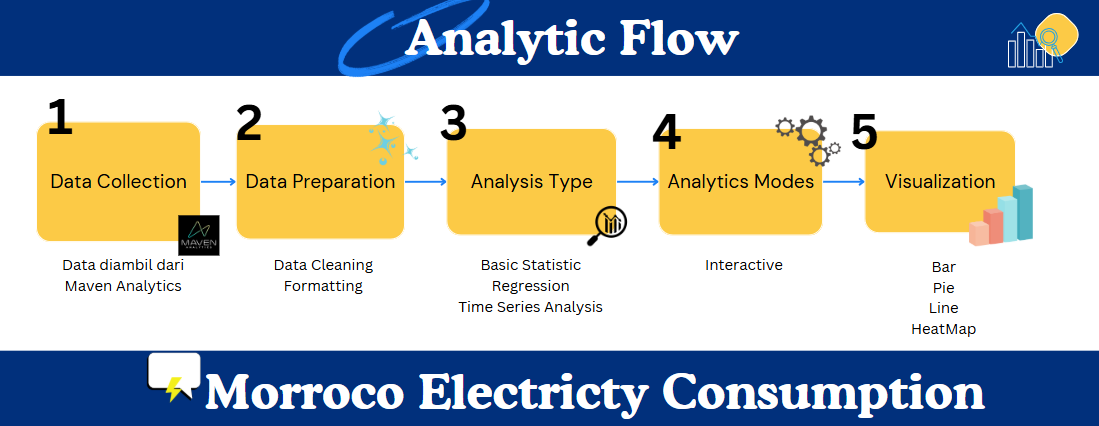 Analytic Flow
1
Data Collection
MAVEN
ANALYTICS
Data diambil dari
Maven Analytics
2
Data Preparation
Data Cleaning
Formatting
3
Analysis Type
Basic Statistic
Regression
Time Series Analysis
4
Analytics Modes
Interactive
5
Visualization
Bar
Pie
Line
HeatMap
Morroco Electricty Consumption